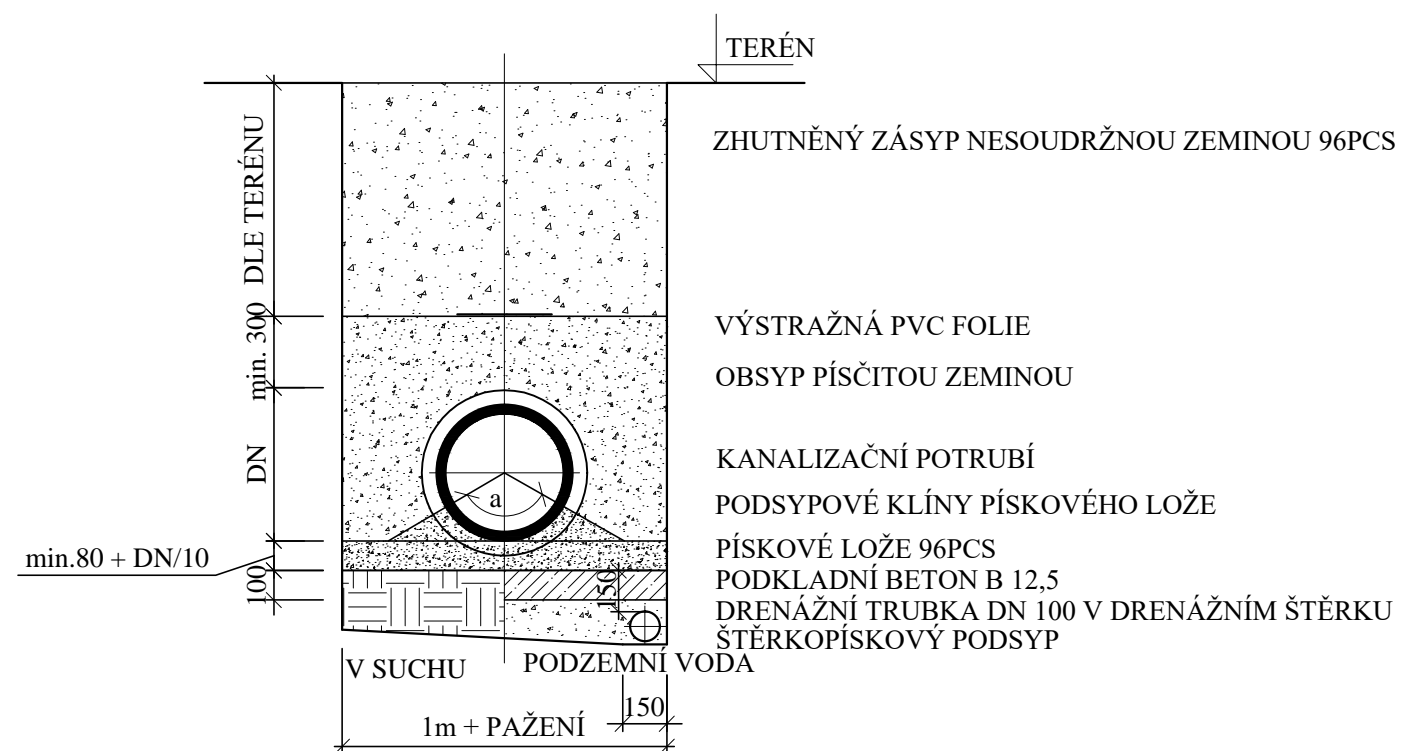 TERÉN
ZHUTNĚNÝ ZÁSYP NESOUDRŽNOU ZEMINOU 96PCS
DLE TERÉNU
min. 300
VÝSTRAŽNÁ PVC FOLIE
OBSYP PÍSČITOU ZEMINOU
DN
KANALIZAČNÍ POTRUBÍ
a
PODSYPOVÉ KLÍNY PÍSKOVÉHO LOŽE
min.80 + DN/10
PÍSKOVÉ LOŽE 96PCS
100
150
PODKLADNÍ BETON B 12,5
DRENÁŽNÍ TRUBKA DN 100 V DRENÁŽNÍM ŠTĚRKU
ŠTĚRKOPÍSKOVÝ PODSYP
V SUCHU
PODZEMNÍ VODA
150
1m + PAŽENÍ